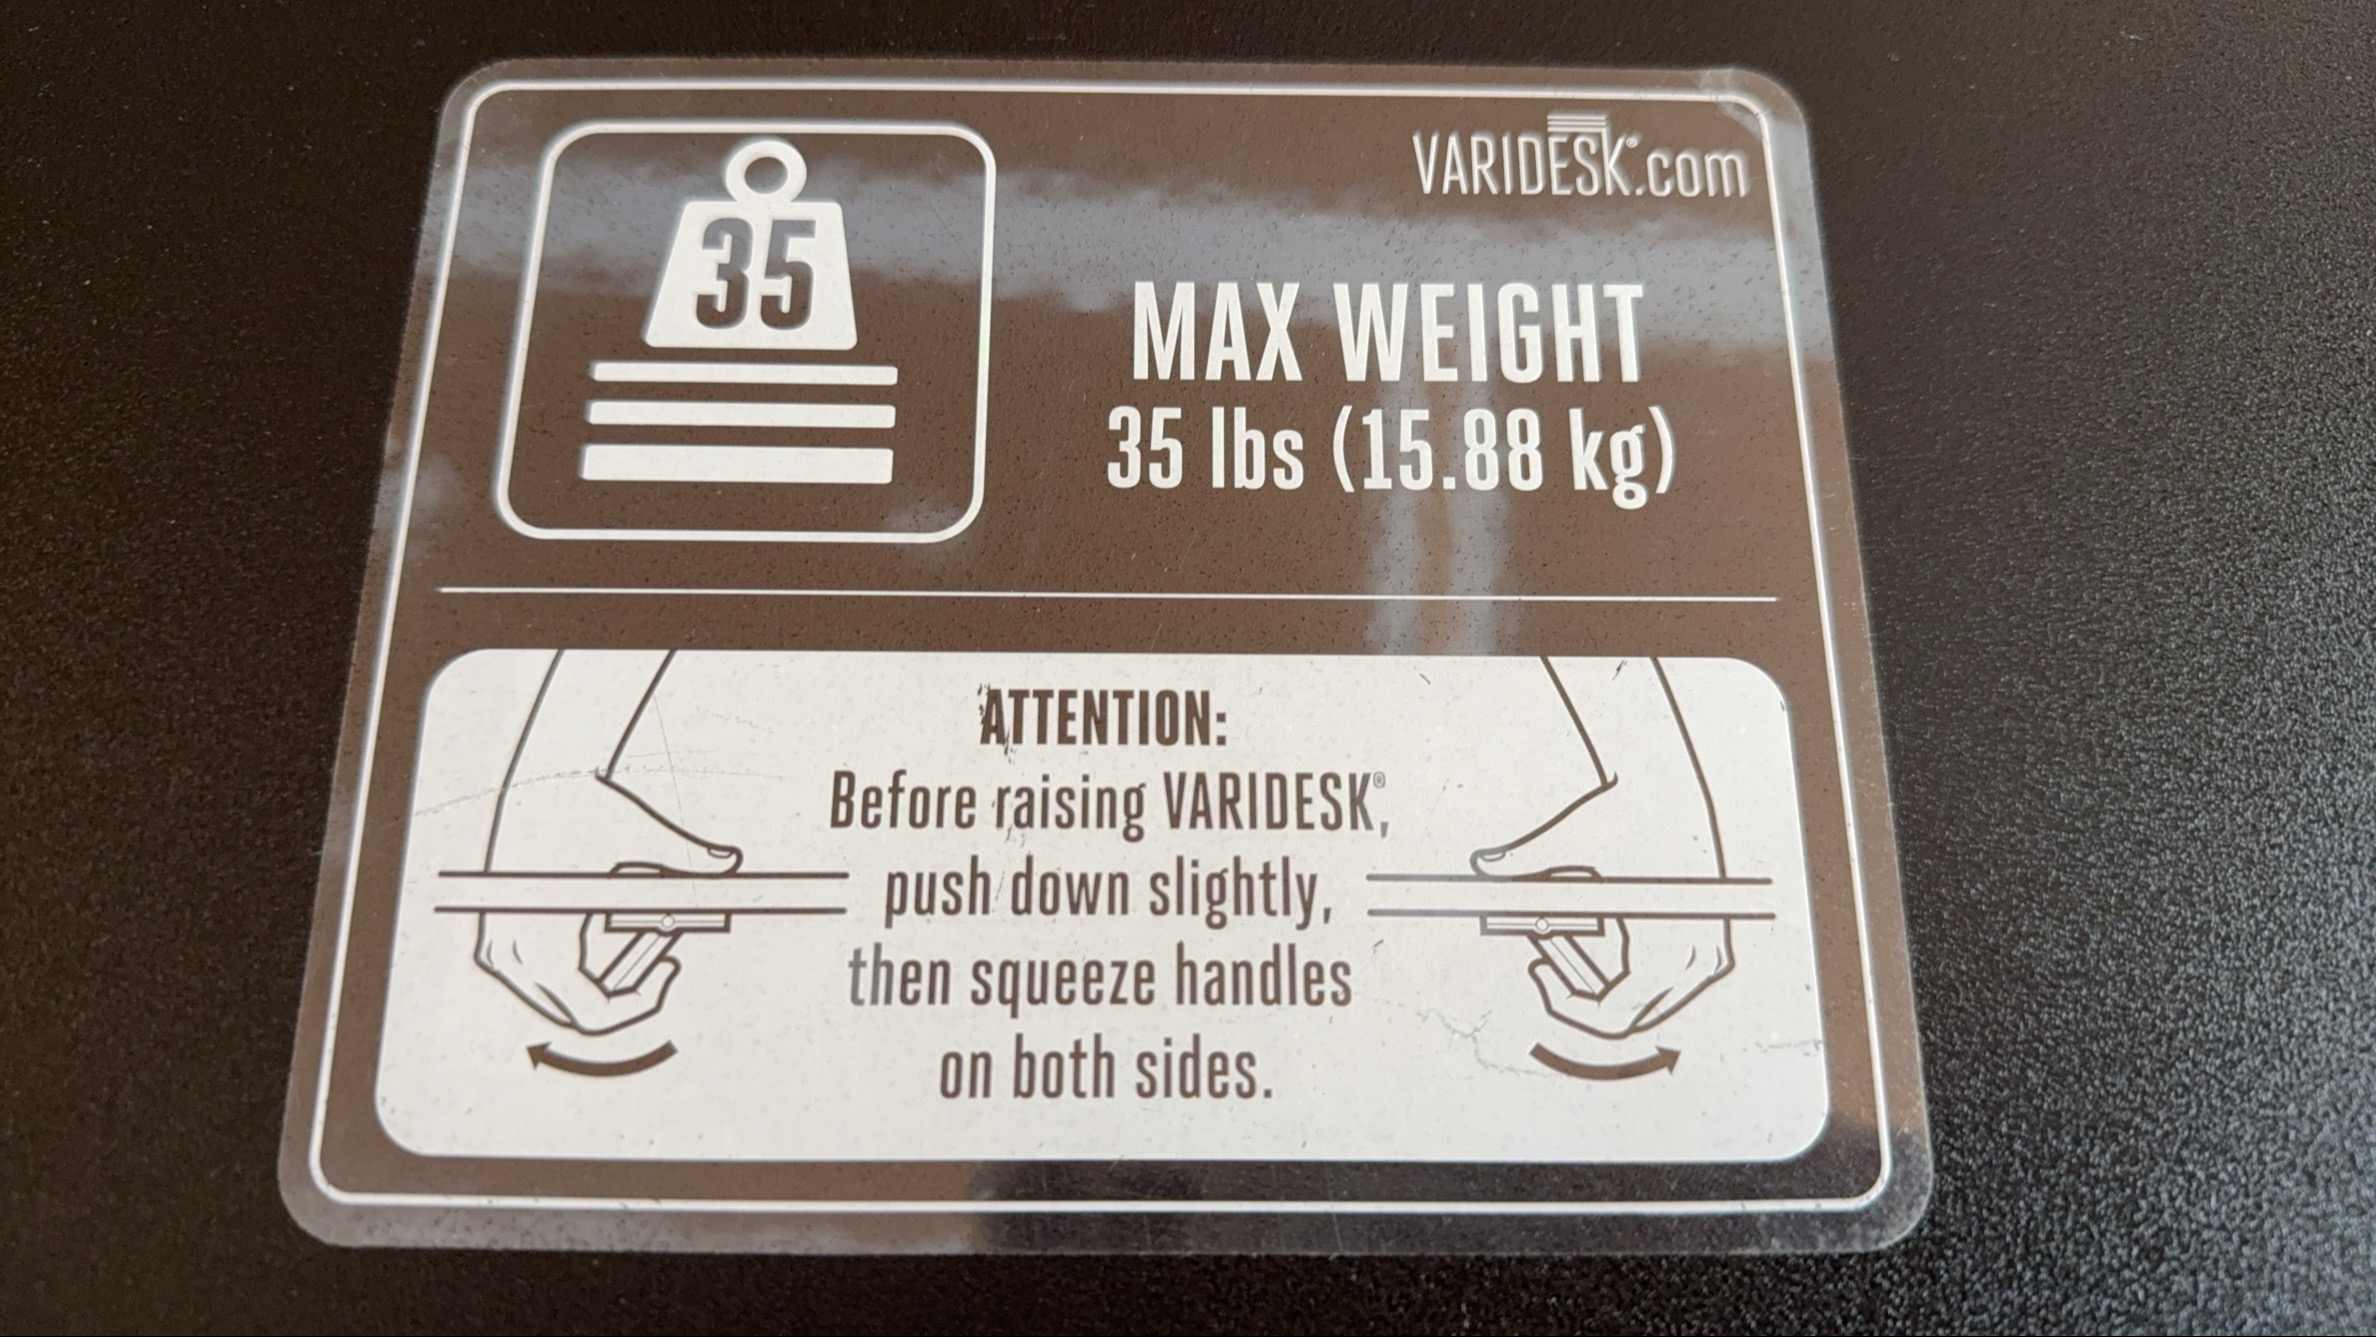 VARIDESK®.com
35
MAX WEIGHT
35 lbs (15.88 kg)
ATTENTION:
Before raising VARIDESK®,
push down slightly,
then squeeze handles
on both sides.